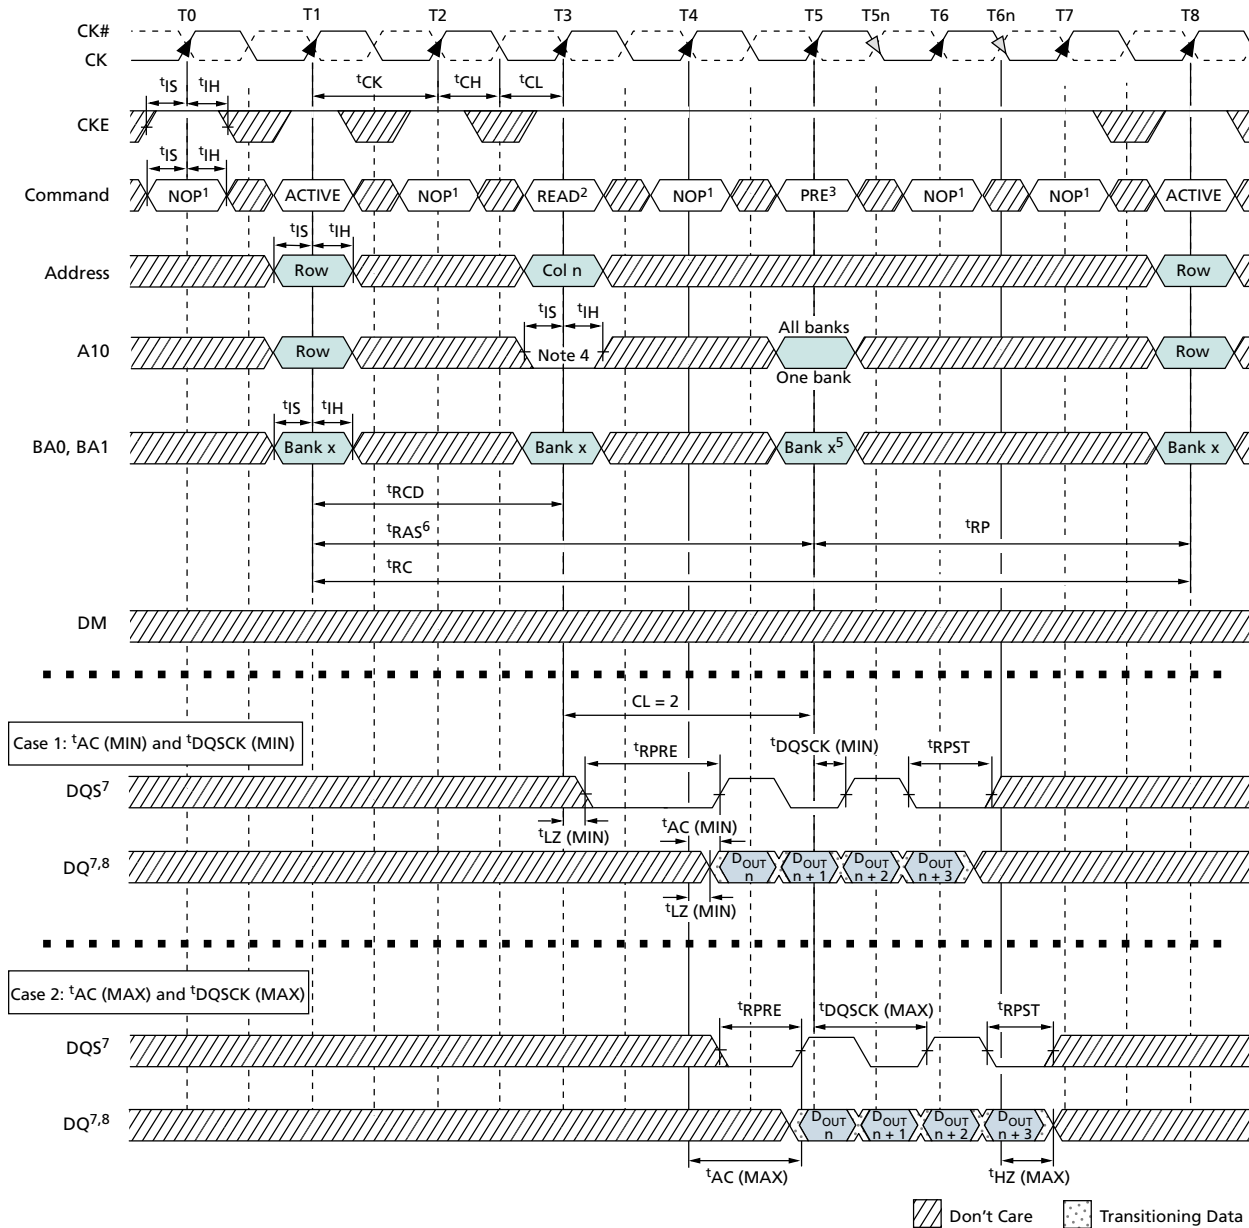 T0 T1 T2 T3 T4 T5 T5n T6 T6n T7 T8
CK#
CK
tCK tCH tCL
tIS tIH
CKE
tIS tIH
Command NOP1 ACTIVE NOP1 READ2 NOP1 PRE3 NOP1 NOP1 ACTIVE
tIS tIH
Address Row Col n Row
tIS tIH
All banks
A10 Row Note 4 Row
One bank
tIS tIH
BA0, BA1 Bank x Bank x Bank x5 Bank x
tRCD
tRAS6 tRP
tRC
DM
CL = 2
Case 1: tAC (MIN) and tDQSCK (MIN)
tRPRE tDQSCK (MIN) tRPST
DQS7
tLZ (MIN) tAC (MIN)
DQ7,8 DOUT n DOUT n + 1 DOUT n + 2 DOUT n + 3
tLZ (MIN)
Case 2: tAC (MAX) and tDQSCK (MAX)
tRPRE tDQSCK (MAX) tRPST
DQS7
DQ7,8 DOUT n DOUT n + 1 DOUT n + 2 DOUT n + 3
tAC (MAX) tHZ (MAX)
Don't Care Transitioning Data